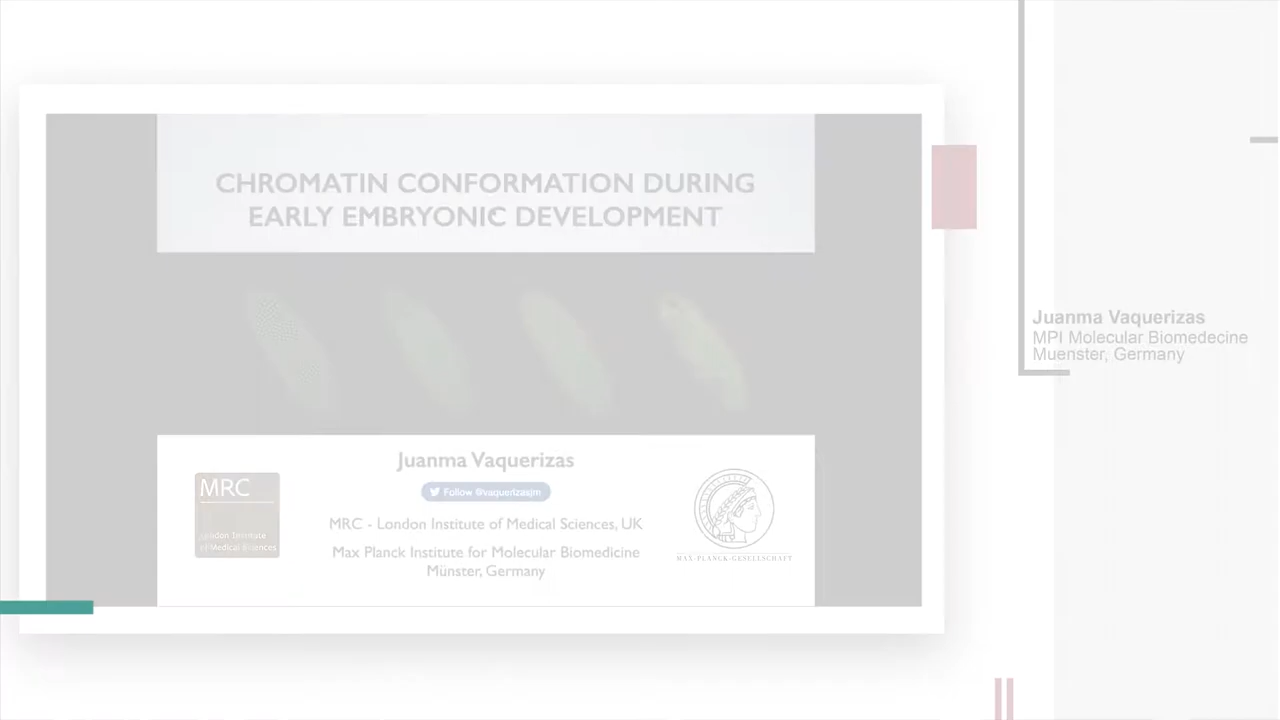 CHROMATIN CONFORMATION DURING
EARLY EMBRYONIC DEVELOPMENT
Juanma Vaquerizas
Follow @vaquerizasjm
MRC - London Institute of Medical Sciences, UK
Max Planck Institute for Molecular Biomedicine
Münster, Germany
MRC
London Institute
of Medical Sciences
MAX-PLANCK-GESELLSCHAFT
Juanma Vaquerizas
MPI Molecular Biomedecine
Muenster, Germany